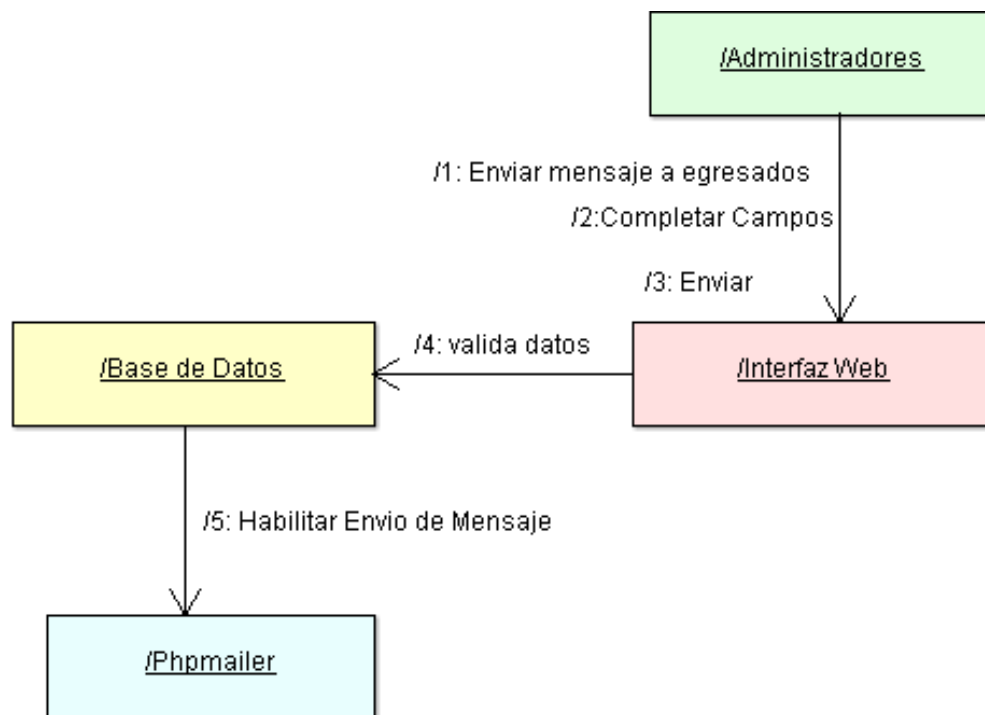 /Administradores
/1: Enviar mensaje a egresados
/2:Completar Campos
/3: Enviar
/4: valida datos
/Base de Datos
/Interfaz Web
/5: Habilitar Envio de Mensaje
/Phpmailer